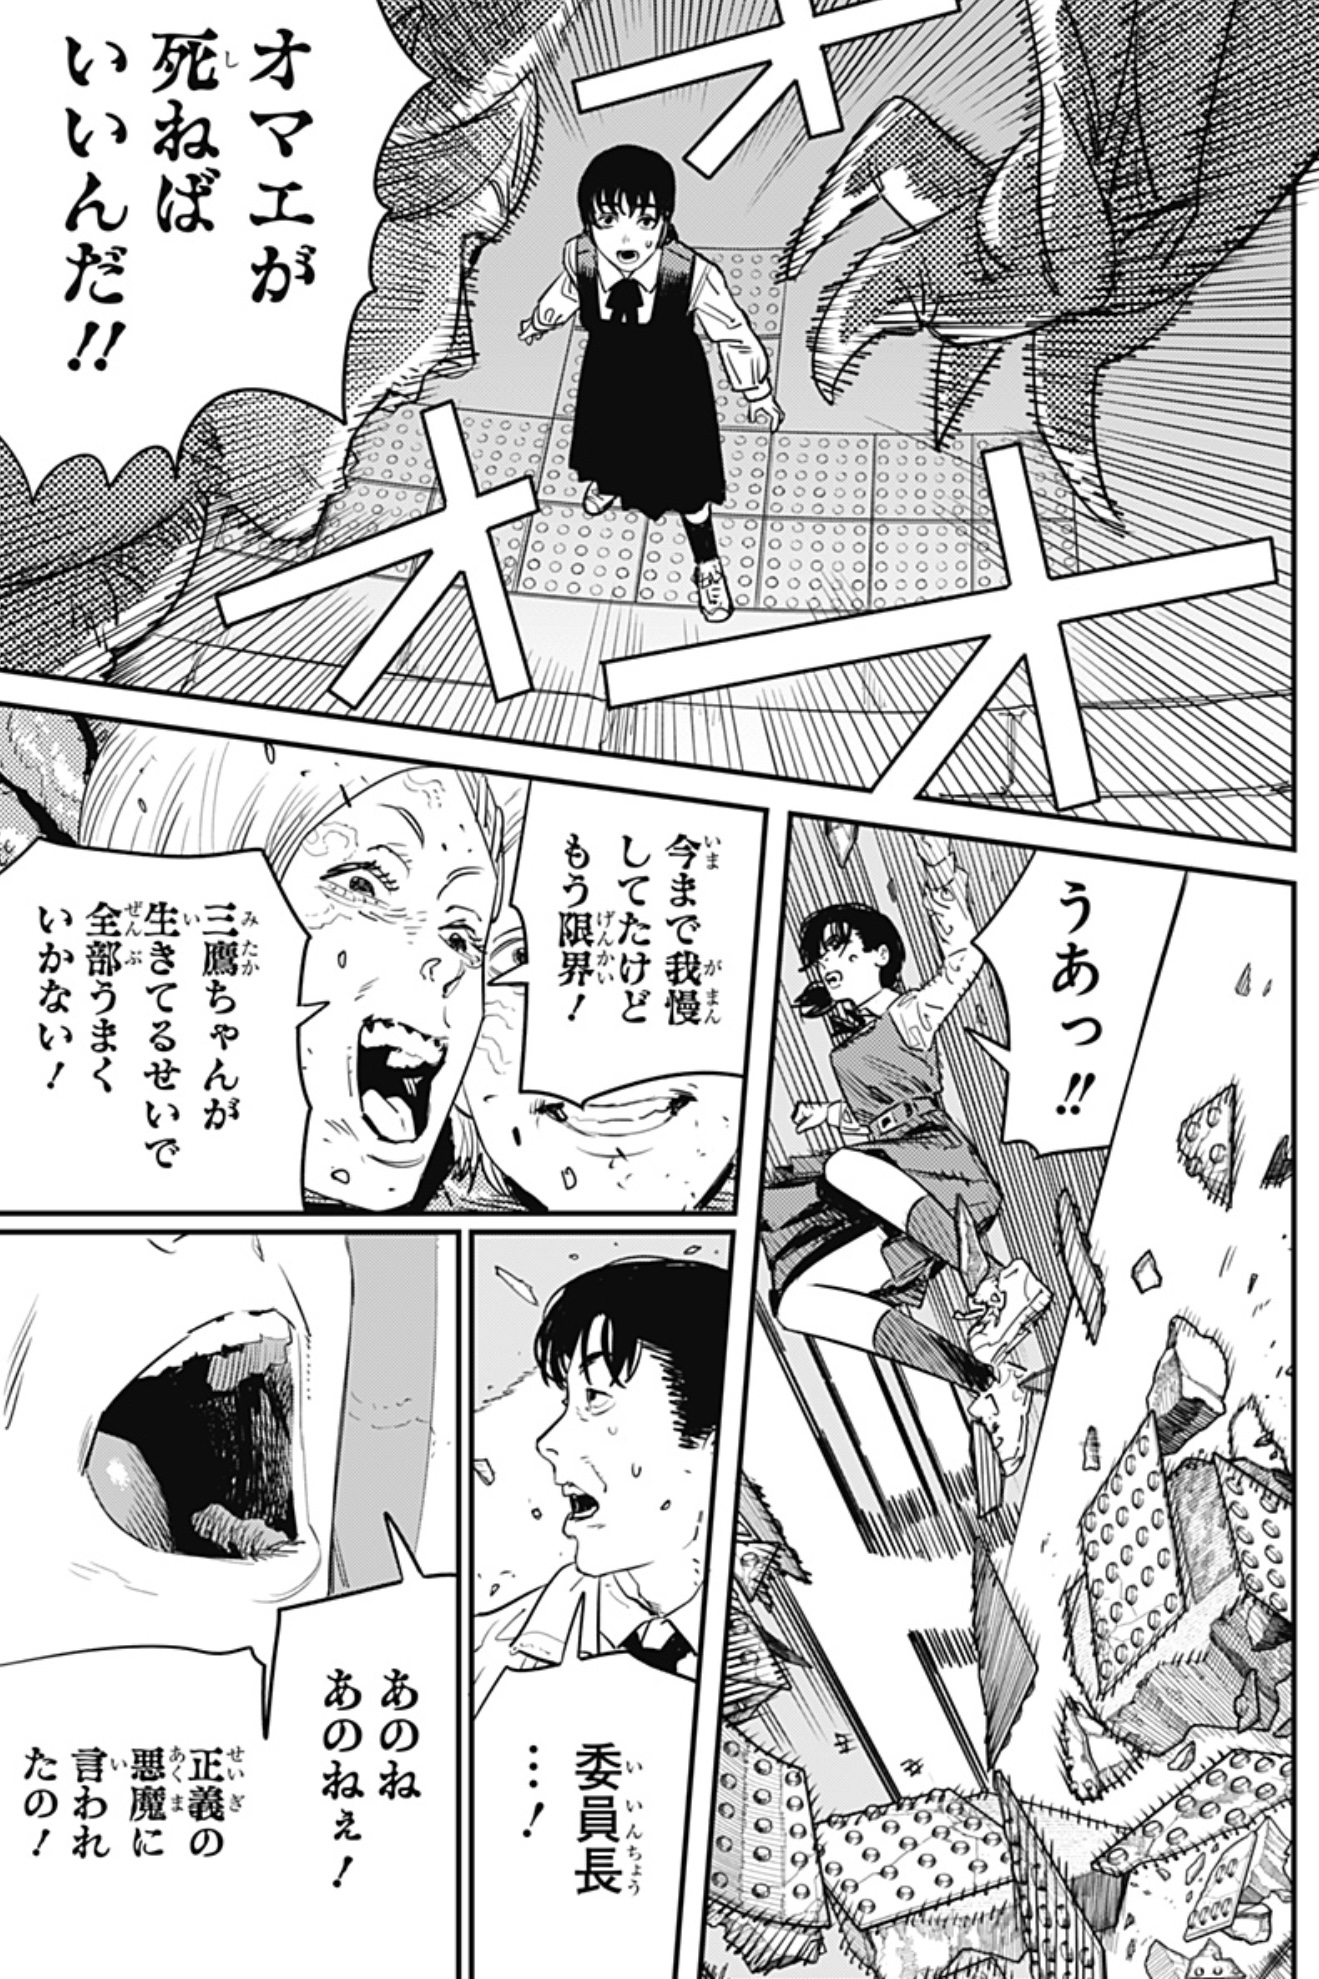 オマエが
死ねば
いいんだ!!
オ
オ
オ
うあっ!!
今まで我慢
してたけど
もう限界！
三鷹ちゃんが
生きてるせいで
全部うまく
いかない！
委員長
…！
あのね
あのねぇ！
正義の
悪魔に
言われ
たの！